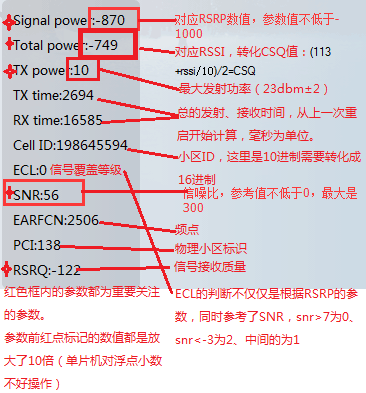 Signal power:-870
对应RSRP数值，参数值不低于-
1000
Total power:-749
对应RSSI，转化CSQ值：(113
+rssi/10)/2=CSQ
TX power:10
最大发射功率（23dbm±2）
TX time:2694
总的发射、接收时间，从上一次重
启开始计算，毫秒为单位。
RX time:16585
Cell ID:198645594
小区ID，这里是10进制需要转化成
16进制
ECL:0 信号覆盖等级
SNR:56
信噪比，参考值不低于0，最大是
300
EARFCN:2506
频点
PCI:138
物理小区标识
RSRQ:-122
信号接收质量
红色框内的参数都为重要关注
的参数。
参数前红点标记的数值都是放
大了10倍（单片机对浮点小数
不好操作）
ECL的判断不仅仅是根据RSRP的参
数，同时参考了SNR，snr>7为0、
snr<-3为2、中间的为1